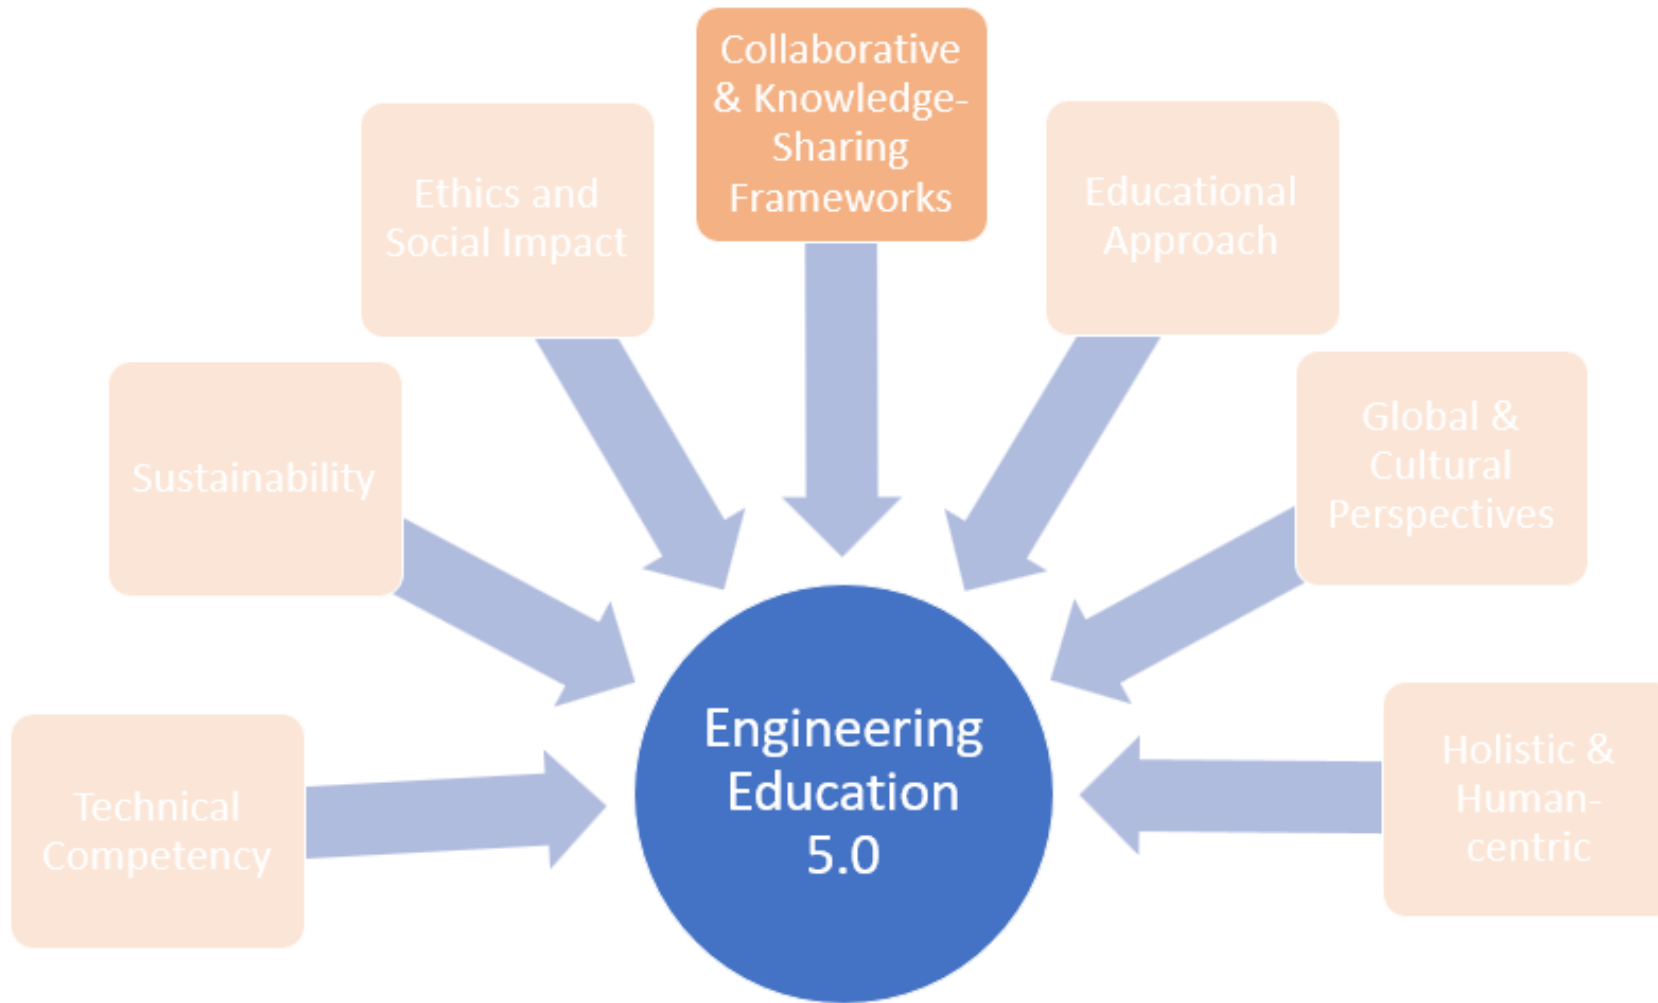 Collaborative
& Knowledge-
Sharing
Frameworks
Ethics and
Social Impact
Educational
Approach
Sustainability
Global &
Cultural
Perspectives
Technical
Competency
Engineering
Education
5.0
Holistic &
Human-
centric